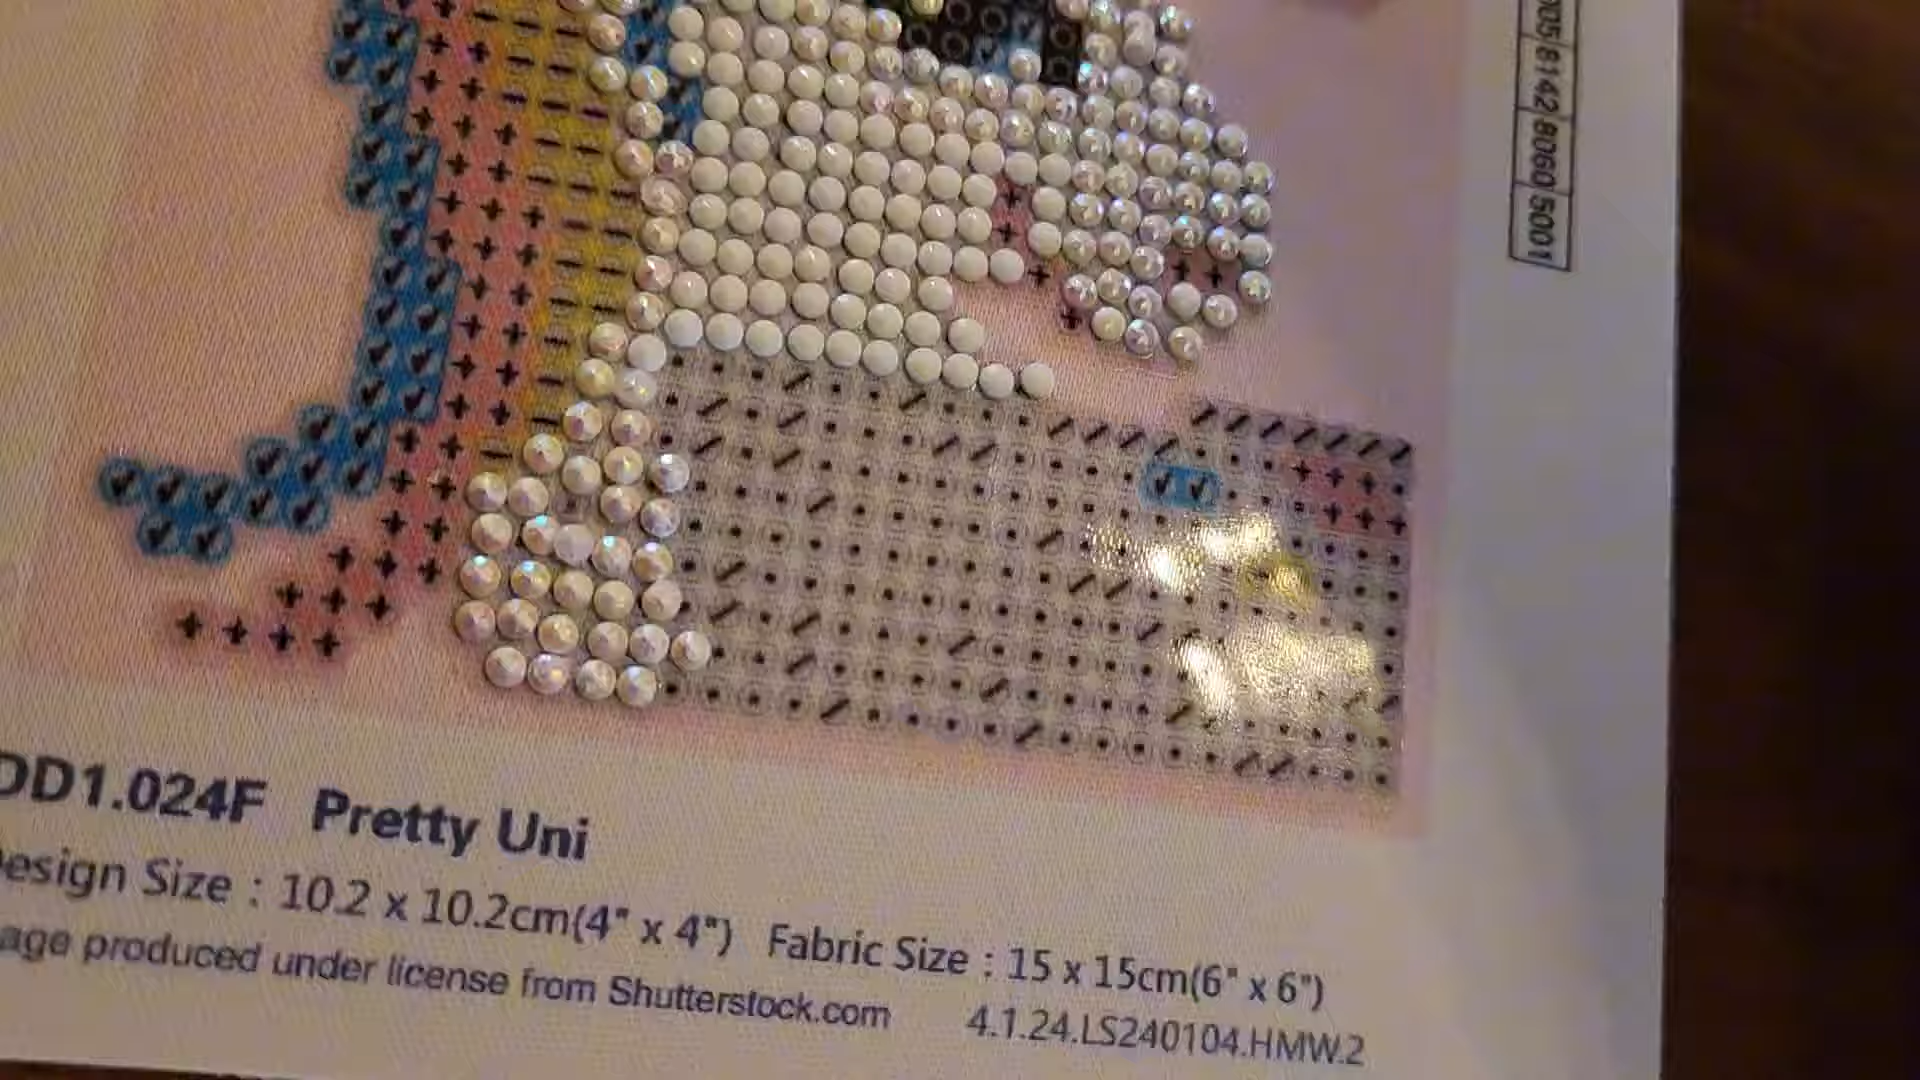 DD1.024F Pretty Uni
esign Size : 10.2 x 10.2cm(4" x 4") Fabric Size : 15 x 15cm(6" x 6")
age produced under license from Shutterstock.com 4.1.24.LS240104.HMW.2
005 8142 8060 5001